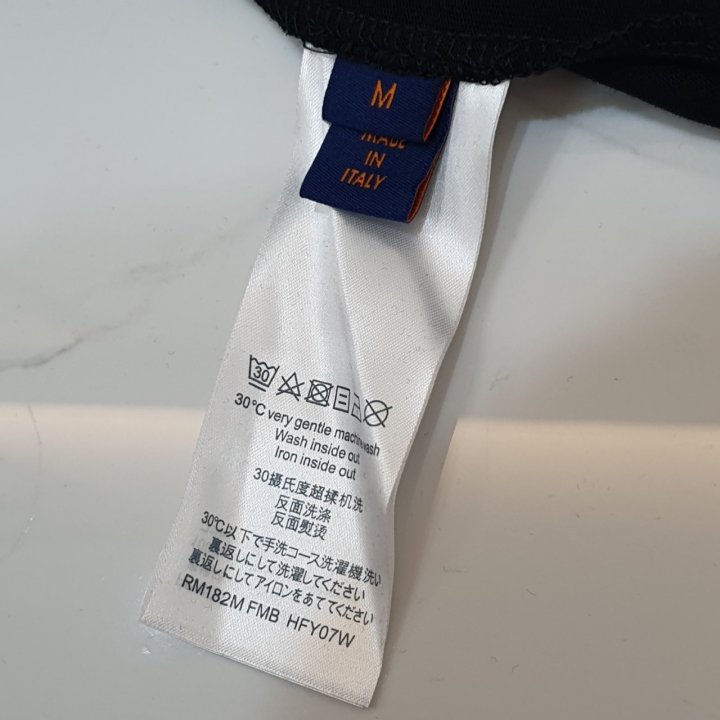 M
MADE
IN
ITALY
30
30°C very gentle machine wash
Wash inside out
Iron inside out
30摄氏度超揉机洗
反面洗涤
反面熨烫
30℃以下で手洗コース洗濯機洗い
裏返しにして洗濯してください
裏返しにしてアイロンをあててください
RM182M FMB HFY07W